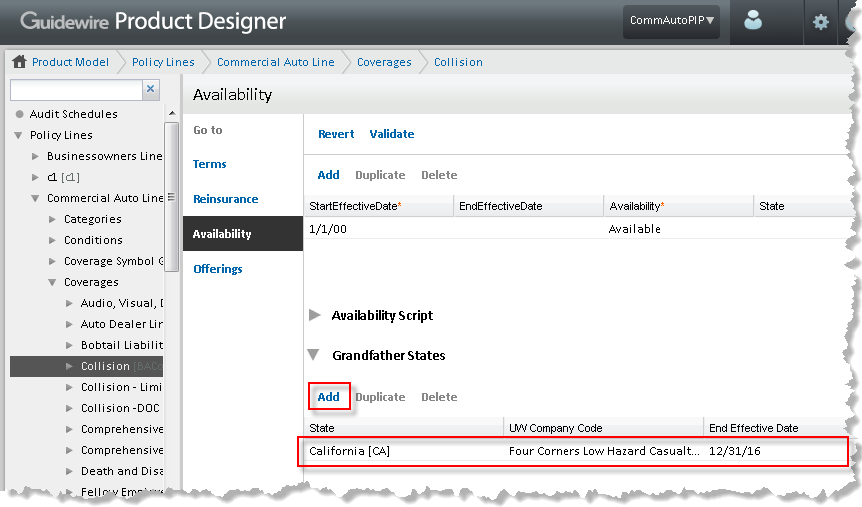 Guidewire Product Designer
CommAutoPIP▼
Product Model Policy Lines Commercial Auto Line Coverages Collision
Availability
Audit Schedules
Policy Lines
Businessowners Line
c1 [c1]
Commercial Auto Line
Categories
Conditions
Coverage Symbol G
Coverages
Audio, Visual, D
Auto Dealer Lir
Bobtail Liabilit
Collision [BACo
Collision - Limi
Collision -DOC
Comprehensive
Comprehensive
Death and Disa
Fellow Employe
Go to
Terms
Reinsurance
Availability
Offerings
Revert Validate
Add Duplicate Delete
StartEffectiveDate* EndEffectiveDate Availability* State
1/1/00 Available
Availability Script
Grandfather States
Add Duplicate Delete
State UW Company Code End Effective Date
California [CA] Four Corners Low Hazard Casualt... 12/31/16